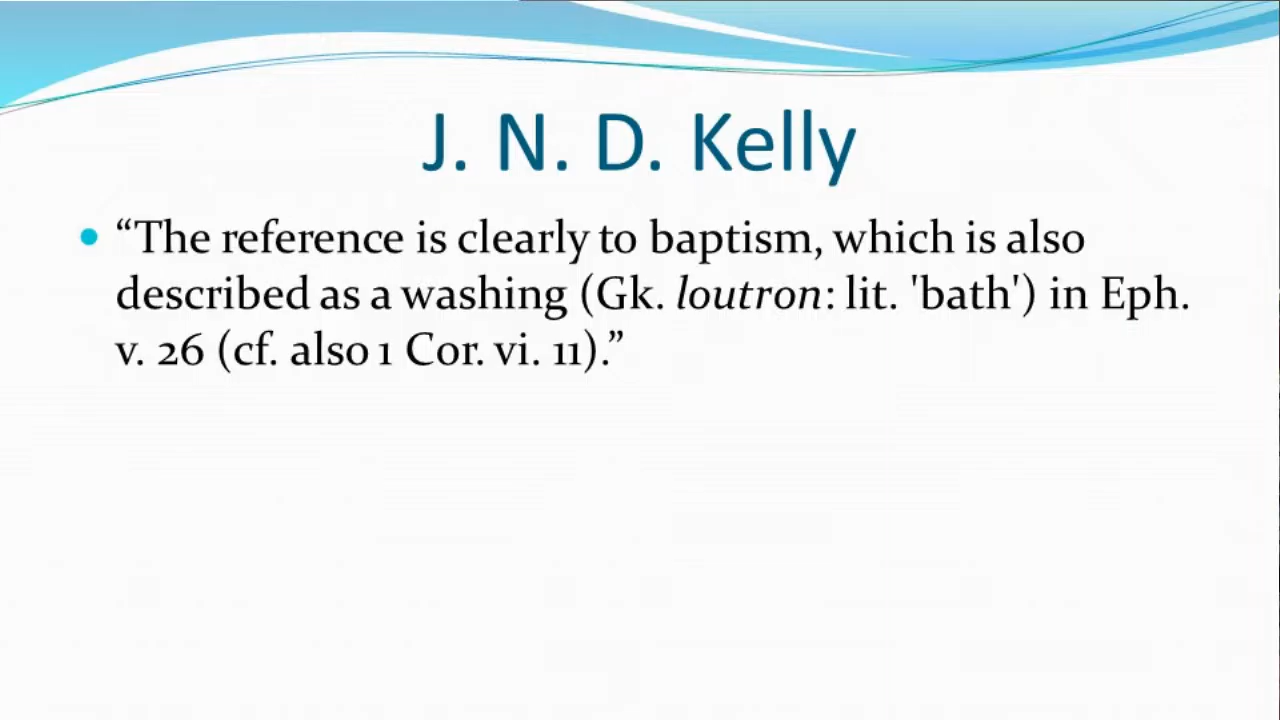 J. N. D. Kelly
“The reference is clearly to baptism, which is also
described as a washing (Gk. loutron: lit. 'bath') in Eph.
v. 26 (cf. also 1 Cor. vi. 11).”